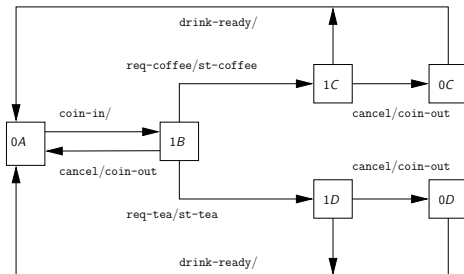 drink-ready/
req-coffee/st-coffee
1C
0C
coin-in/
cancel/coin-out
0A
1B
cancel/coin-out
cancel/coin-out
1D
0D
req-tea/st-tea
drink-ready/